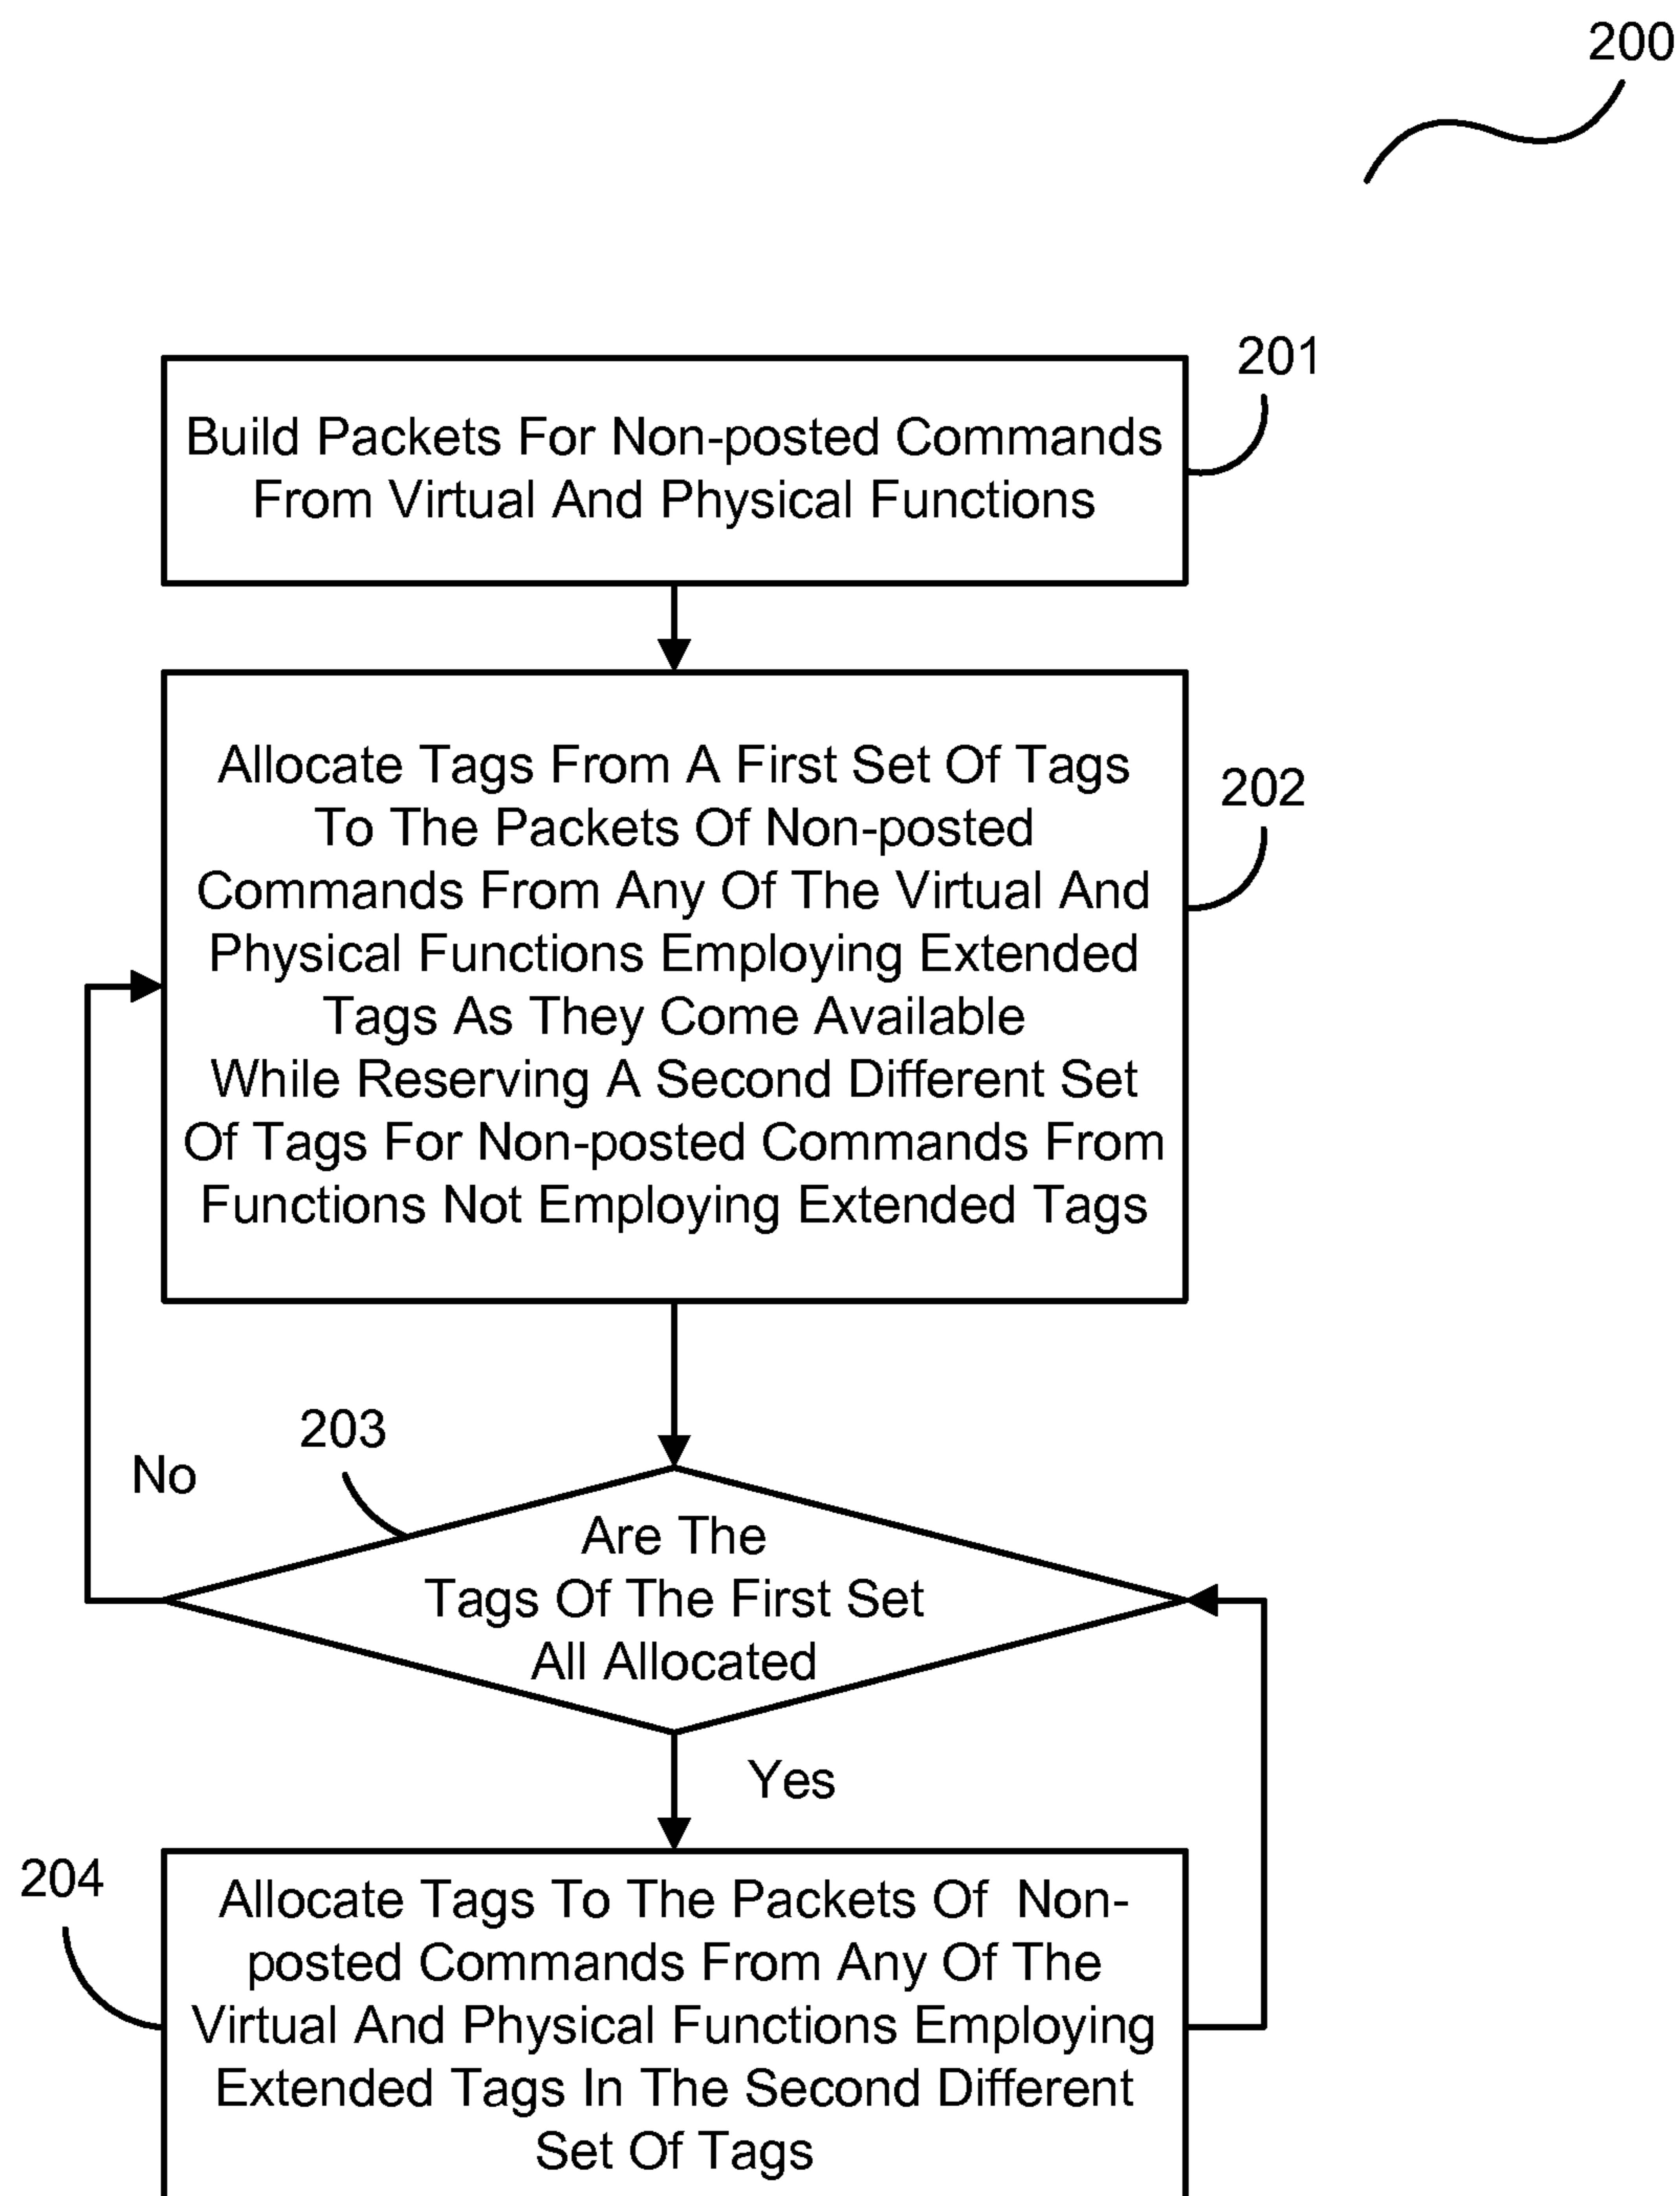 200
201
Build Packets For Non-posted Commands
From Virtual And Physical Functions
202
Allocate Tags From A First Set Of Tags
To The Packets Of Non-posted
Commands From Any Of The Virtual And
Physical Functions Employing Extended
Tags As They Come Available
While Reserving A Second Different Set
Of Tags For Non-posted Commands From
Functions Not Employing Extended Tags
203
No
Are The
Tags Of The First Set
All Allocated
Yes
204
Allocate Tags To The Packets Of Non-
posted Commands From Any Of The
Virtual And Physical Functions Employing
Extended Tags In The Second Different
Set Of Tags